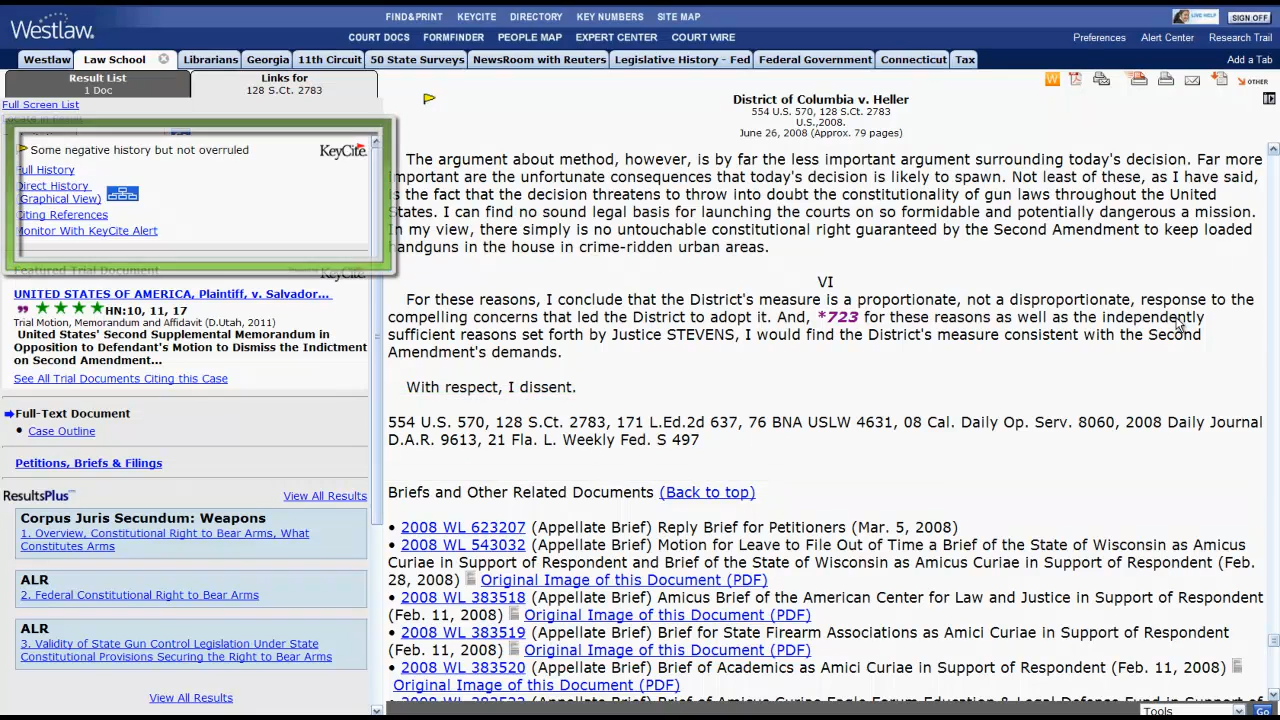 Westlaw.
FIND&PRINT KEYCITE DIRECTORY KEY NUMBERS SITE MAP
COURT DOCS FORMFINDER PEOPLE MAP EXPERT CENTER COURT WIRE
LIVE HELP SIGN OFF
Preferences Alert Center Research Trail
Westlaw Law School Librarians Georgia 11th Circuit 50 State Surveys NewsRoom with Reuters Legislative History - Fed Federal Government Connecticut Tax Add a Tab
Result List
1 Doc
Links for
128 S.Ct. 2783
Full Screen List
Some negative history but not overruled KeyCite.
Full History
Direct History
(Graphical View)
Citing References
Monitor With KeyCite Alert
Featured Trial Document KeyCite.
UNITED STATES OF AMERICA, Plaintiff, v. Salvador...
HN:10, 11, 17
Trial Motion, Memorandum and Affidavit (D.Utah, 2011)
United States' Supplemental Memorandum in
Opposition to Defendant's Motion to Dismiss the Indictment
on Second Amendment...
See All Trial Documents Citing this Case
Full-Text Document
• Case Outline
Petitions, Briefs & Filings
ResultsPlus™ View All Results
Corpus Juris Secundum: Weapons
1. Overview, Constitutional Right to Bear Arms, What
Constitutes Arms
ALR
2. Federal Constitutional Right to Bear Arms
ALR
3. Validity of State Gun Control Legislation Under State
Constitutional Provisions Securing the Right to Bear Arms
View All Results
OTHER
District of Columbia v. Heller
554 U.S. 570, 128 S.Ct. 2783
U.S.,2008.
June 26, 2008 (Approx. 79 pages)
The argument about method, however, is by far the less important argument surrounding today's decision. Far more
important are the unfortunate consequences that today's decision is likely to spawn. Not least of these, as I have said,
is the fact that the decision threatens to throw into doubt the constitutionality of gun laws throughout the United
States. I can find no sound legal basis for launching the courts on so formidable and potentially dangerous a mission.
In my view, there simply is no untouchable constitutional right guaranteed by the Second Amendment to keep loaded
handguns in the house in crime-ridden urban areas.
VI
For these reasons, I conclude that the District's measure is a proportionate, not a disproportionate, response to the
compelling concerns that led the District to adopt it. And, *723 for these reasons as well as the independently
sufficient reasons set forth by Justice STEVENS, I would find the District's measure consistent with the Second
Amendment's demands.
With respect, I dissent.
554 U.S. 570, 128 S.Ct. 2783, 171 L.Ed.2d 637, 76 BNA USLW 4631, 08 Cal. Daily Op. Serv. 8060, 2008 Daily Journal
D.A.R. 9613, 21 Fla. L. Weekly Fed. S 497
Briefs and Other Related Documents (Back to top)
• 2008 WL 623207 (Appellate Brief) Reply Brief for Petitioners (Mar. 5, 2008)
• 2008 WL 543032 (Appellate Brief) Motion for Leave to File Out of Time a Brief of the State of Wisconsin as Amicus
Curiae in Support of Respondent and Brief of the State of Wisconsin as Amicus Curiae in Support of Respondent (Feb.
28, 2008) Original Image of this Document (PDF)
• 2008 WL 383518 (Appellate Brief) Amicus Brief of the American Center for Law and Justice in Support of Respondent
(Feb. 11, 2008) Original Image of this Document (PDF)
• 2008 WL 383519 (Appellate Brief) Brief for State Firearm Associations as Amici Curiae in Support of Respondent
(Feb. 11, 2008) Original Image of this Document (PDF)
• 2008 WL 383520 (Appellate Brief) Brief of Academics as Amici Curiae in Support of Respondent (Feb. 11, 2008)
Original Image of this Document (PDF)
Tools Go